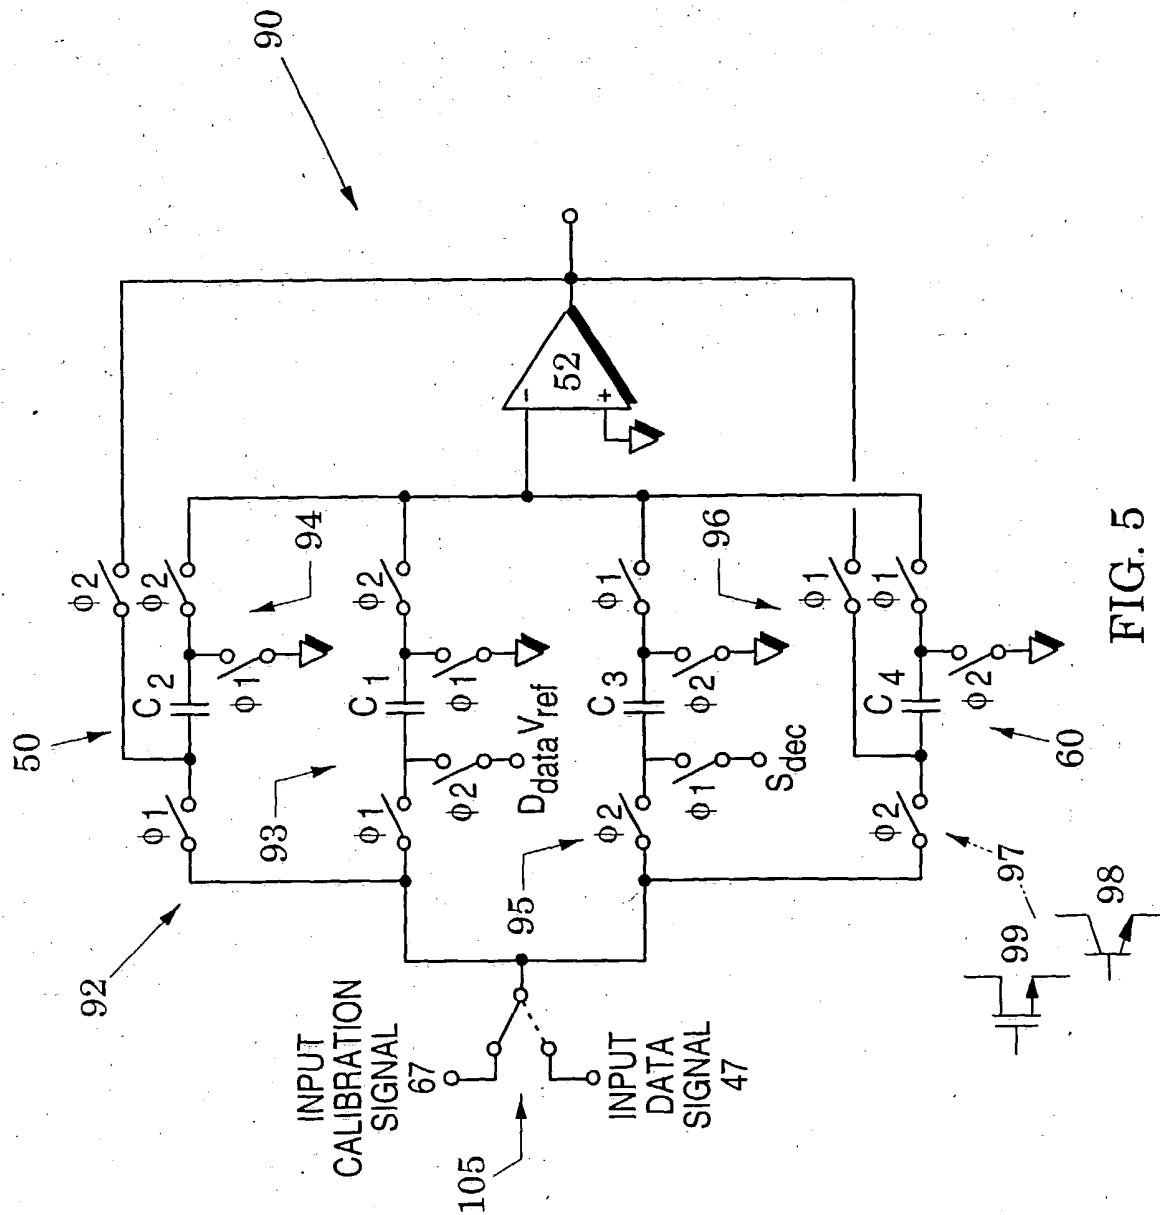 90
92
50
φ2
φ2
φ1
C2
φ1
94
93
φ1
C1
φ2
φ1
φ2
Ddata Vref
52
-
+
INPUT
CALIBRATION
SIGNAL
67
105
INPUT
DATA
SIGNAL
47
95
φ2
C3
φ1
φ1
φ2
Sdec
96
φ1
φ1
φ2
C4
φ2
60
97
99
98
FIG. 5